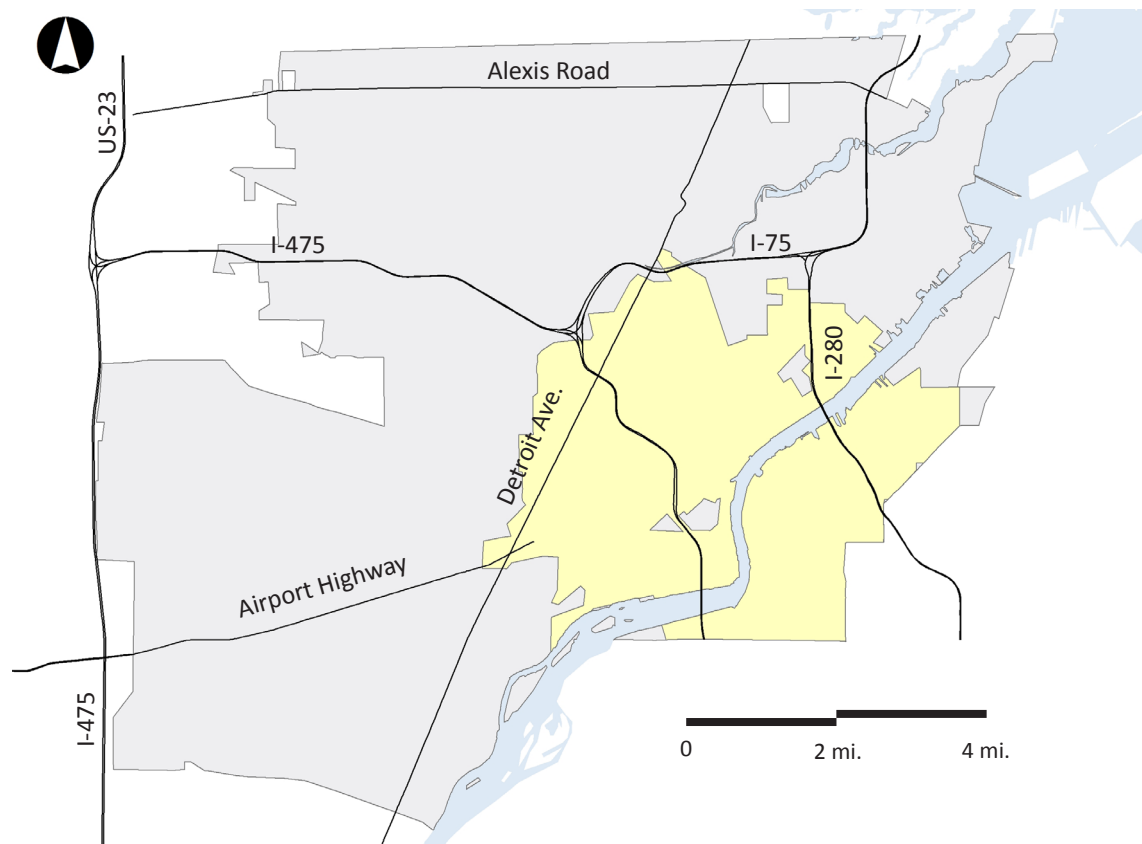 Alexis Road
US-23
I-475
I-75
I-280
Detroit Ave.
Airport Highway
I-475
0
2 mi.
4 mi.